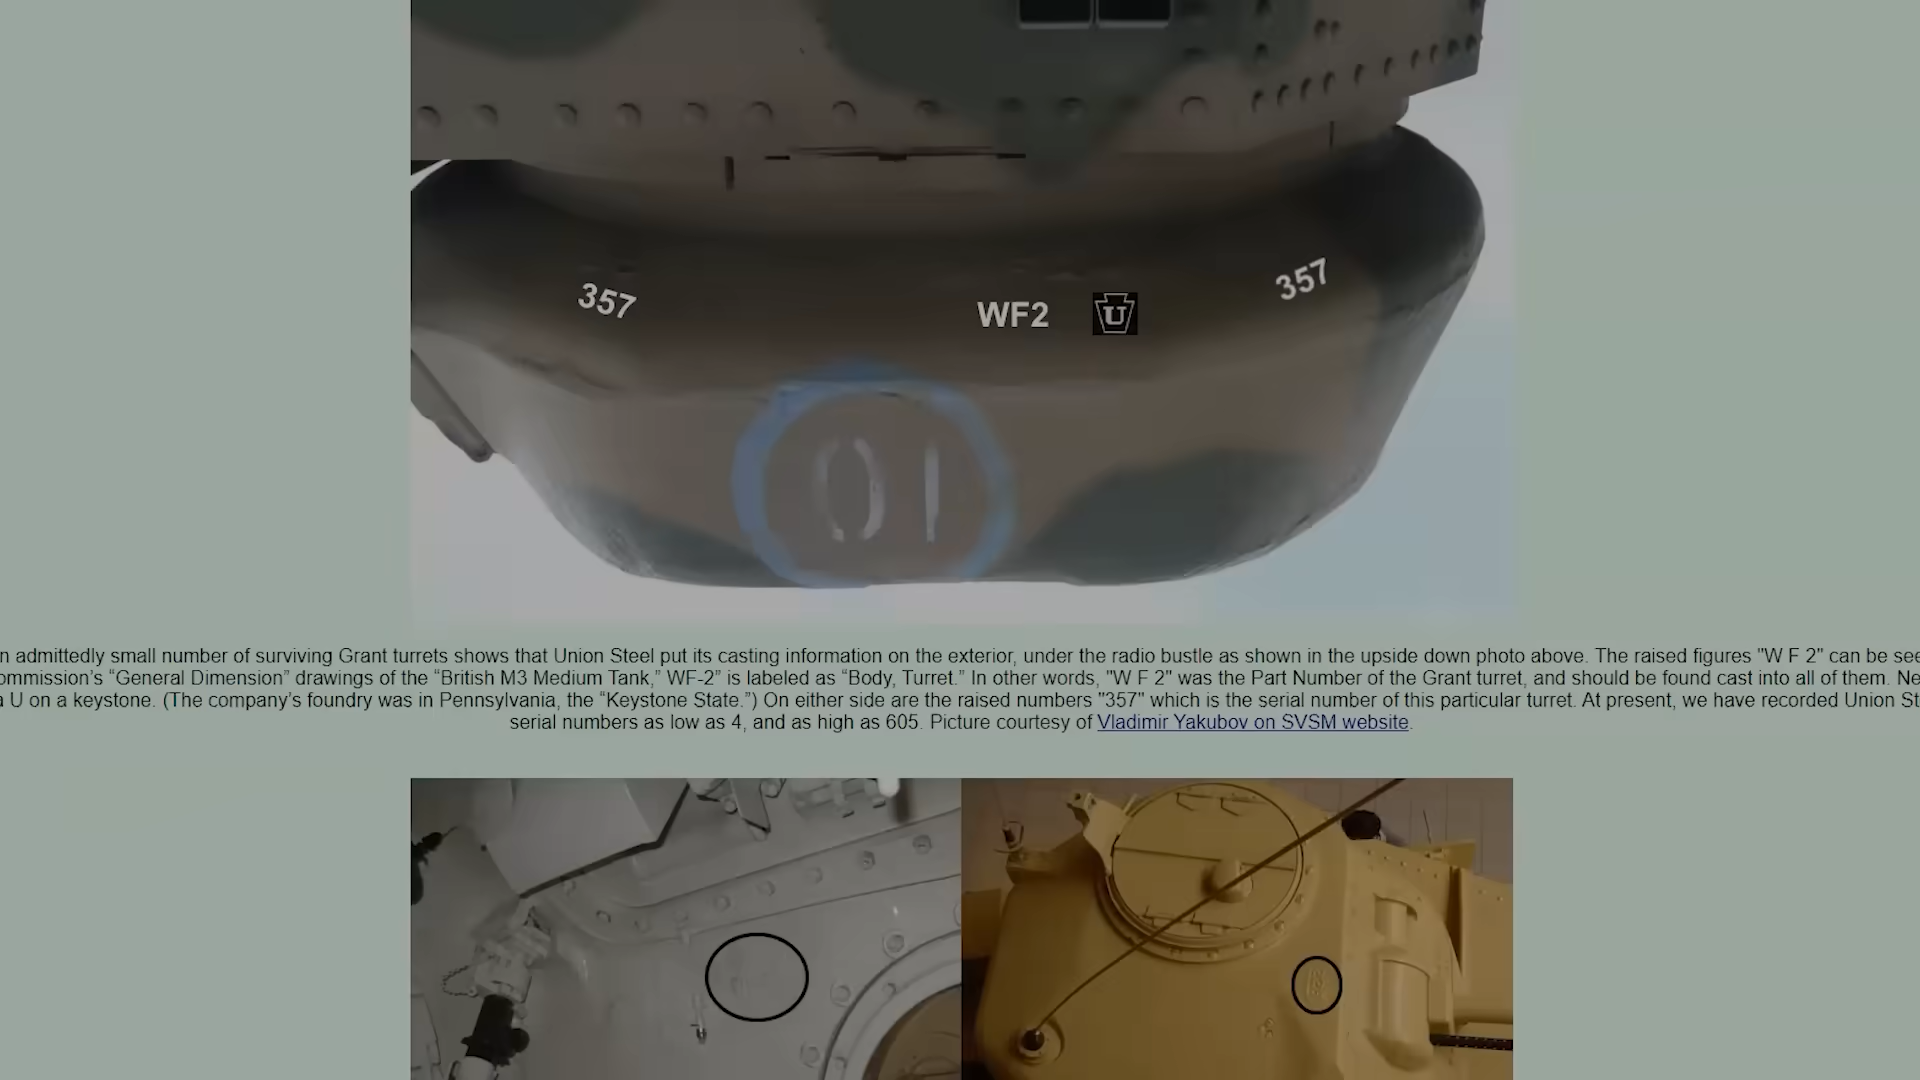 357
WF2
U
357
01
n admittedly small number of surviving Grant turrets shows that Union Steel put its casting information on the exterior, under the radio bustle as shown in the upside down photo above. The raised figures "W F 2" can be see
ommission's “General Dimension” drawings of the “British M3 Medium Tank,” WF-2” is labeled as “Body, Turret.” In other words, "W F 2" was the Part Number of the Grant turret, and should be found cast into all of them. Ne
a U on a keystone. (The company’s foundry was in Pennsylvania, the “Keystone State.”) On either side are the raised numbers "357" which is the serial number of this particular turret. At present, we have recorded Union St
serial numbers as low as 4, and as high as 605. Picture courtesy of Vladimir Yakubov on SVSM website.